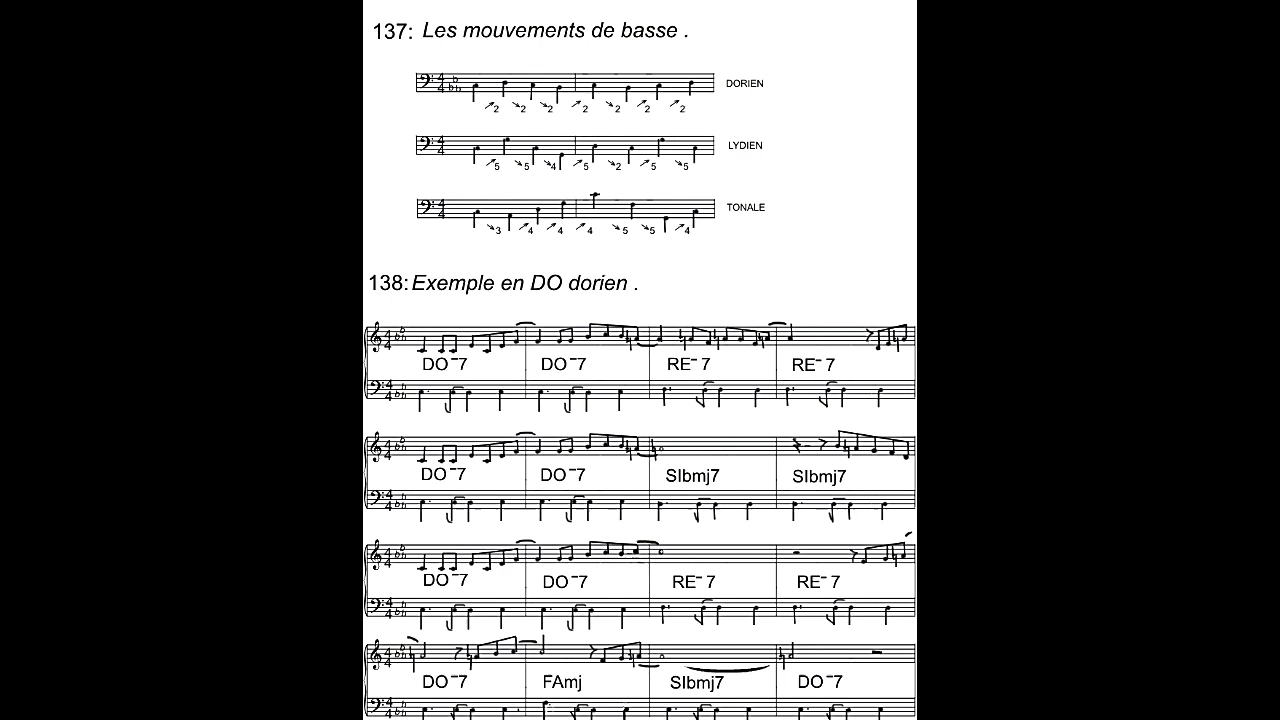 137: Les mouvements de basse .
DORIEN
2 2 2 2 2 2 2
LYDIEN
5 5 4 5 2 5 5
TONALE
3 4 4 4 5 5 4
138: Exemple en DO dorien .
DO⁻7 DO⁻7 RE⁻7 RE⁻7
DO⁻7 DO⁻7 SIbmj7 SIbmj7
DO⁻7 DO⁻7 RE⁻7 RE⁻7
DO⁻7 FAmj SIbmj7 DO⁻7